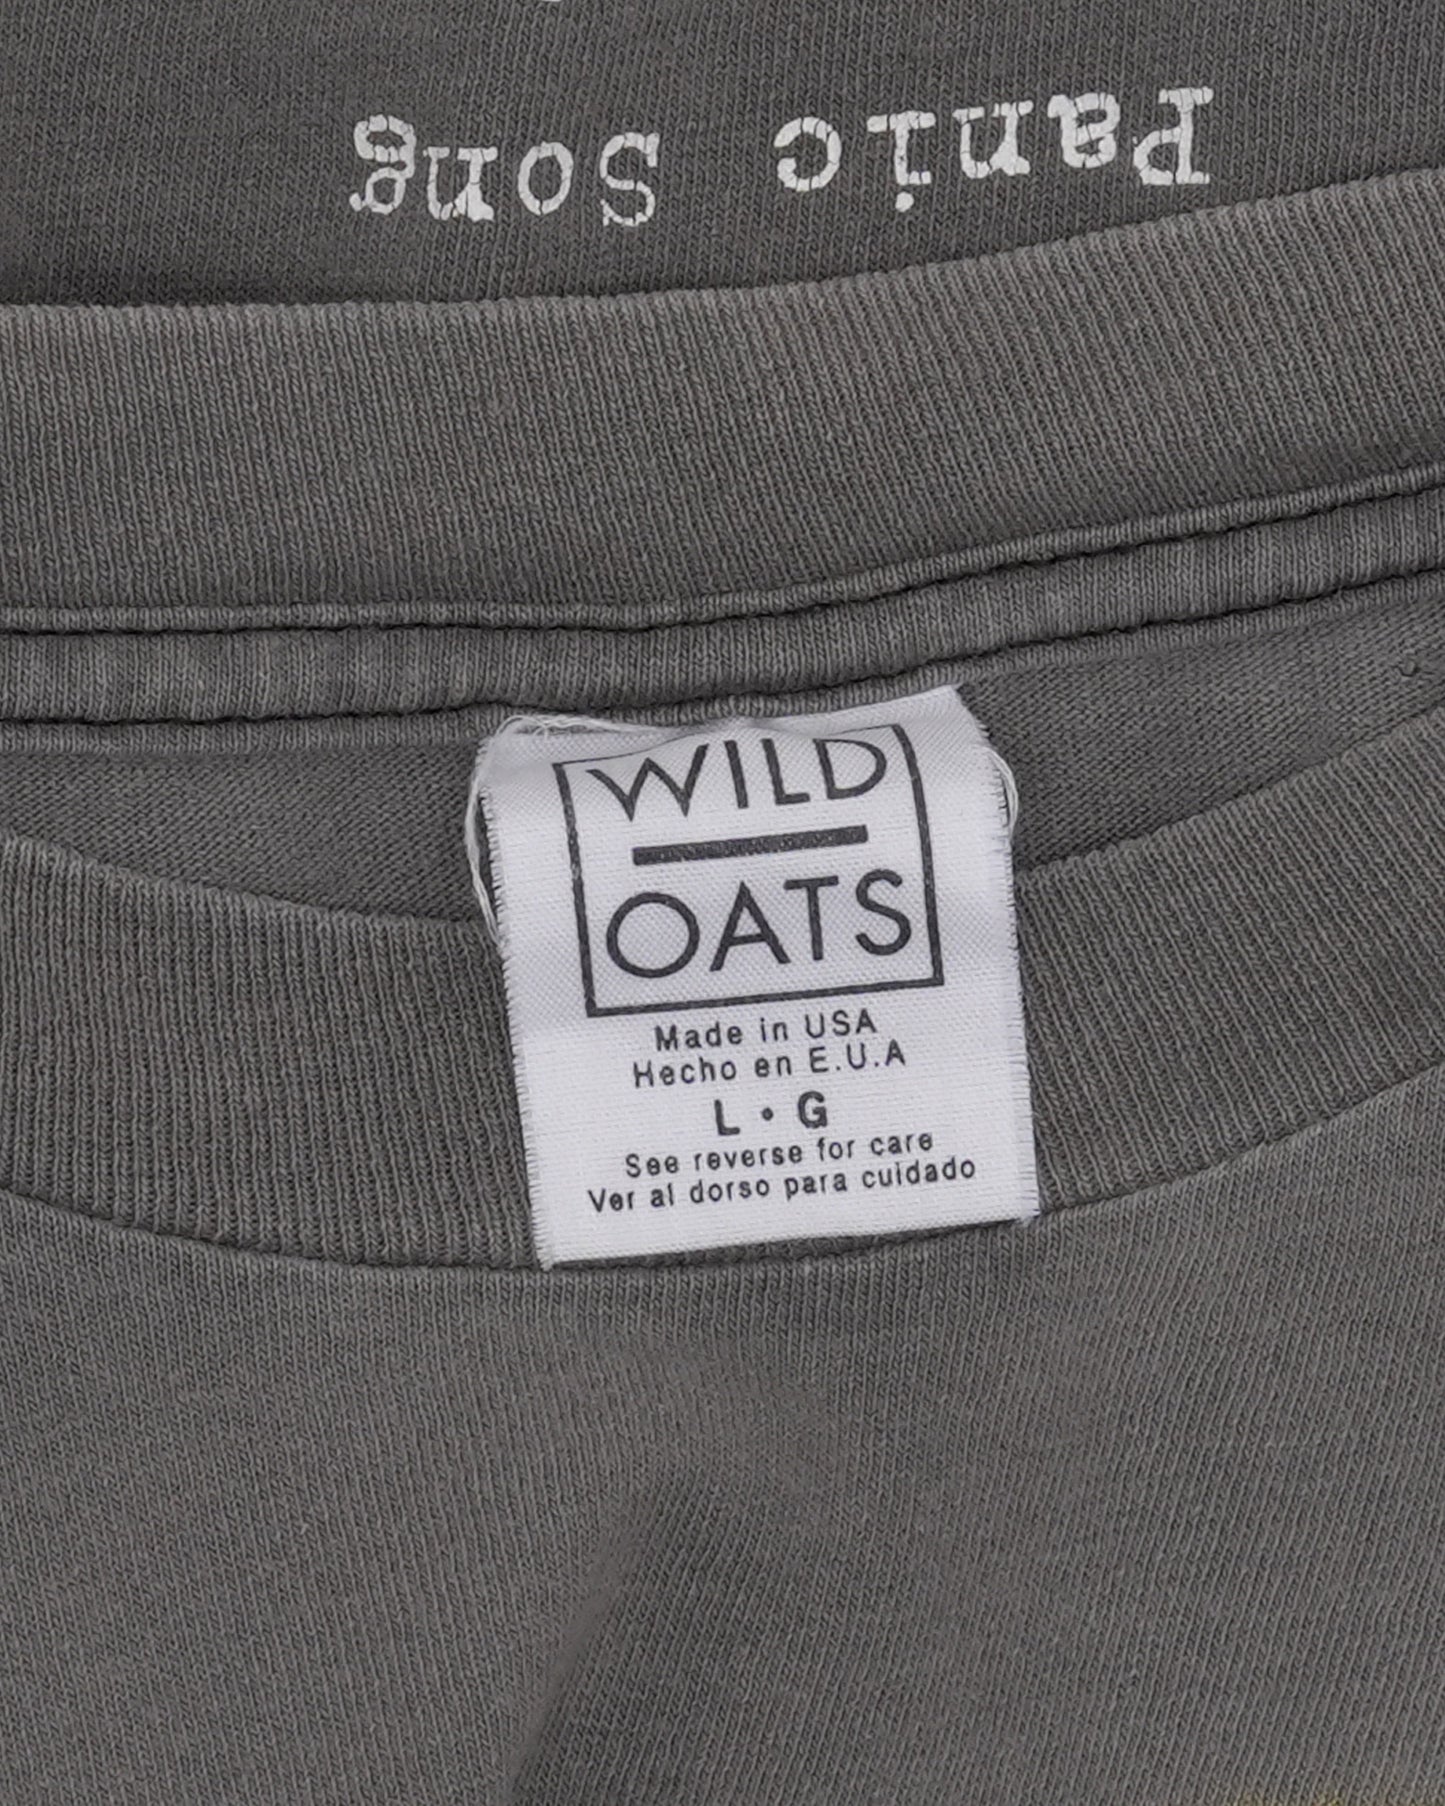 Panic Song
WILD
OATS
Made in USA
Hecho en E.U.A
L • G
See reverse for care
Ver al dorso para cuidado